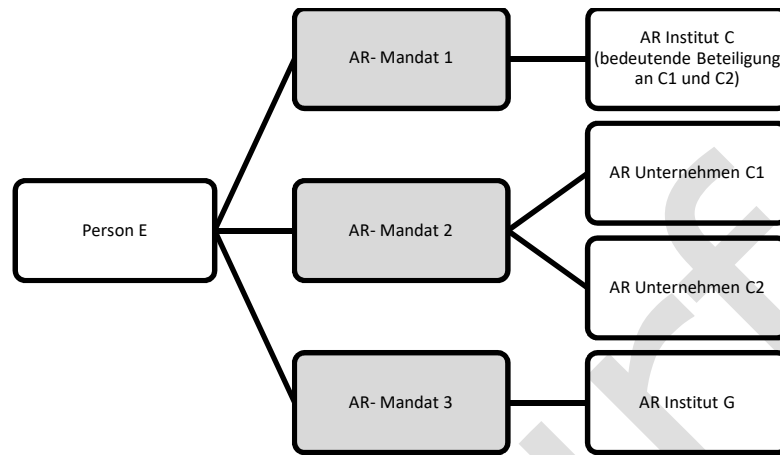 AR- Mandat 1
AR Institut C
(bedeutende Beteiligung
an C1 und C2)
AR Unternehmen C1
Person E
AR- Mandat 2
AR Unternehmen C2
AR- Mandat 3
AR Institut G